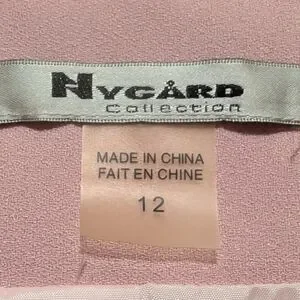 NYGÅRD
Collection
MADE IN CHINA
FAIT EN CHINE
12